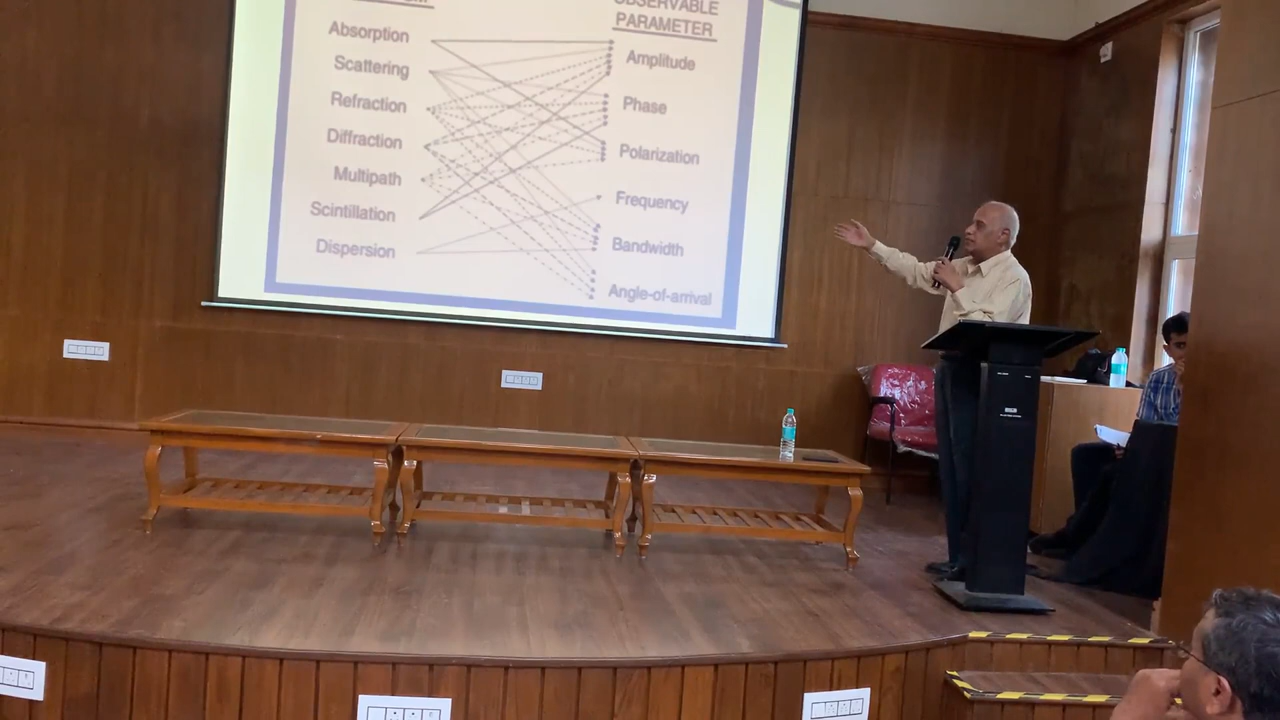 OBSERVABLE
PARAMETER
Absorption
Scattering
Refraction
Diffraction
Multipath
Scintillation
Dispersion
Amplitude
Phase
Polarization
Frequency
Bandwidth
Angle-of-arrival